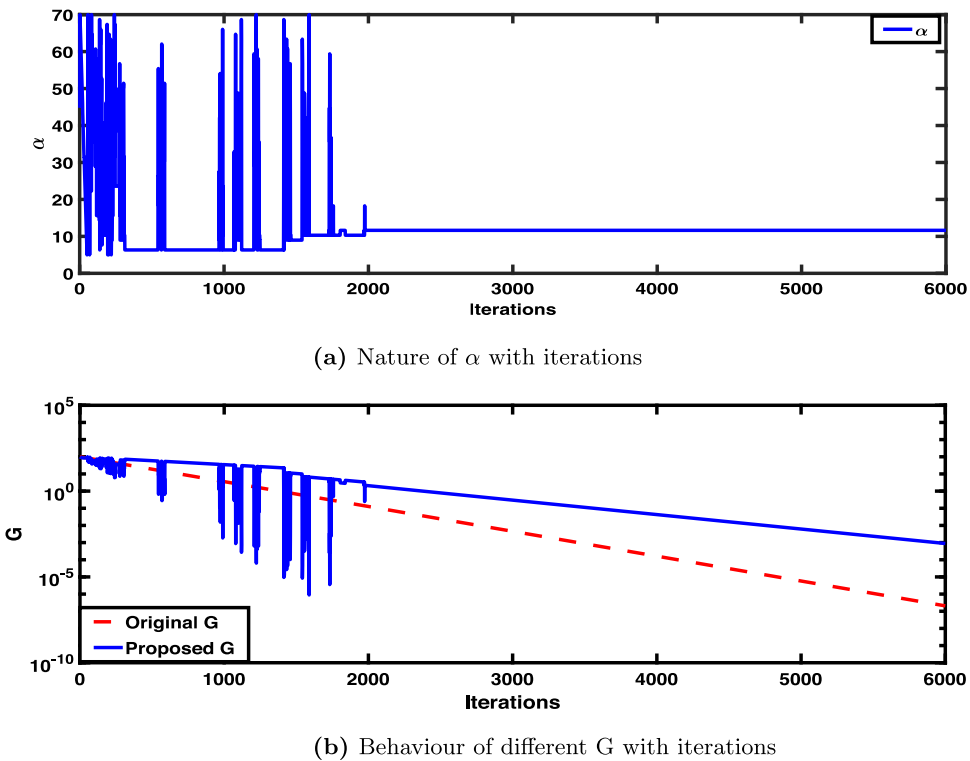 70
60
50
40
30
20
10
0
α
α
0 1000 2000 3000 4000 5000 6000
Iterations
(a) Nature of α with iterations
10^5
10^0
10^-5
10^-10
G
Original G
Proposed G
0 1000 2000 3000 4000 5000 6000
Iterations
(b) Behaviour of different G with iterations